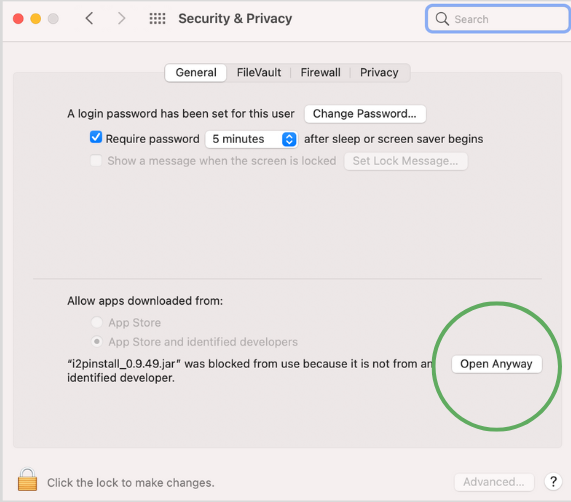 Security & Privacy
Search
General FileVault Firewall Privacy
A login password has been set for this user Change Password...
Require password 5 minutes after sleep or screen saver begins
Show a message when the screen is locked Set Lock Message...
Allow apps downloaded from:
App Store
App Store and identified developers
“i2pinstall_0.9.49.jar” was blocked from use because it is not from an Open Anyway
identified developer.
Click the lock to make changes. Advanced... ?